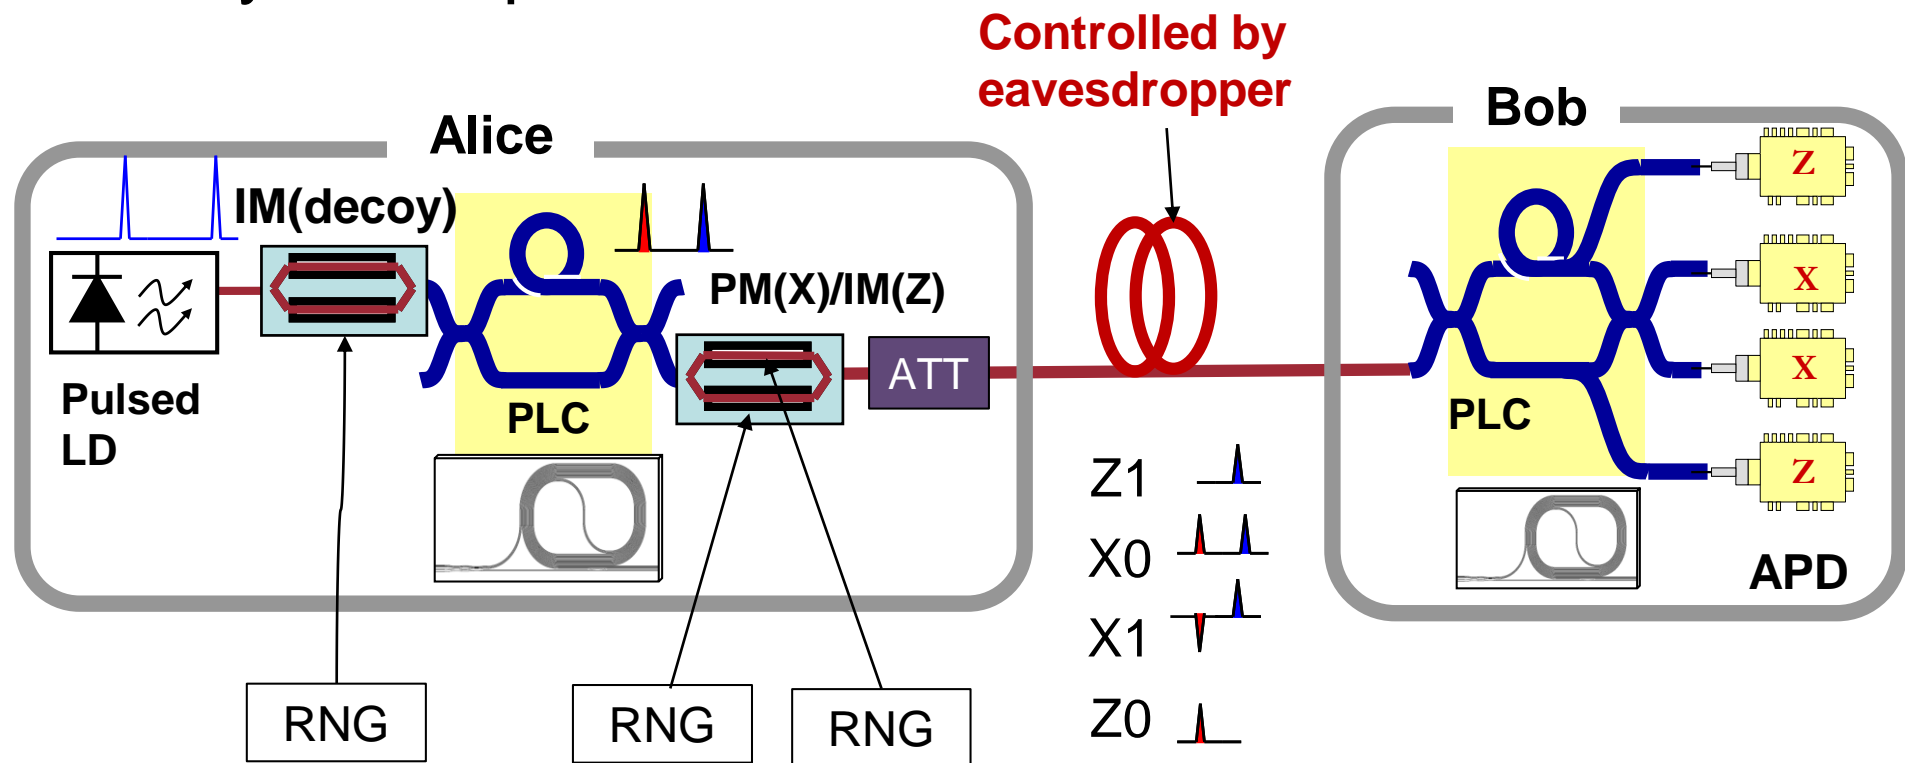 Controlled by
eavesdropper
Alice
Bob
IM(decoy)
PM(X)/IM(Z)
Pulsed
LD
PLC
ATT
PLC
Z
X
X
Z
APD
Z1
X0
X1
Z0
RNG
RNG
RNG